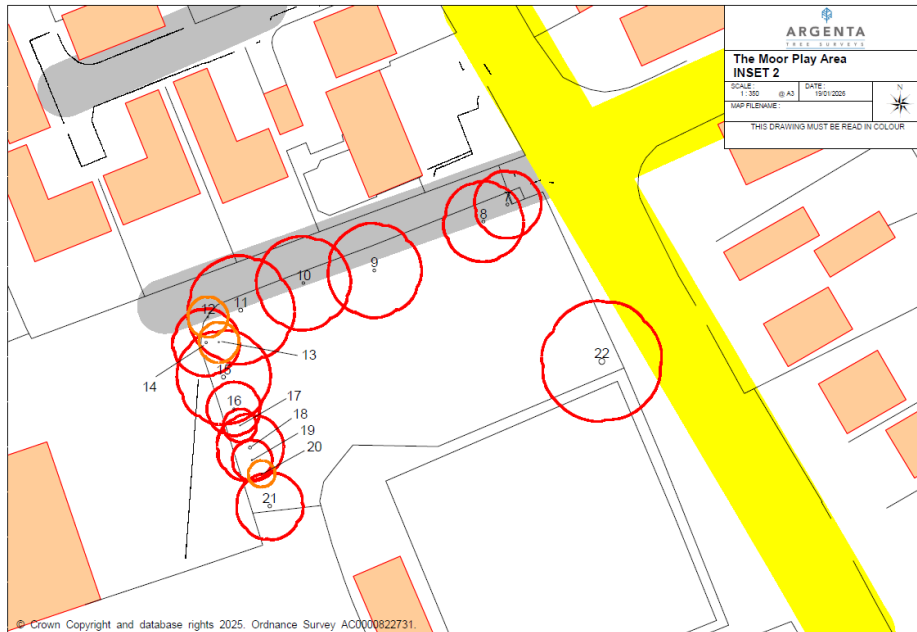 ARGENTA
TREE SURVEYS
The Moor Play Area
INSET 2
SCALE :
1 : 350 @ A3
DATE :
19/01/2026
N
MAP FILENAME :
THIS DRAWING MUST BE READ IN COLOUR
7
8
9
10
11
12
13
14
15
16
17
18
19
20
21
22
© Crown Copyright and database rights 2025. Ordnance Survey AC0000822731.